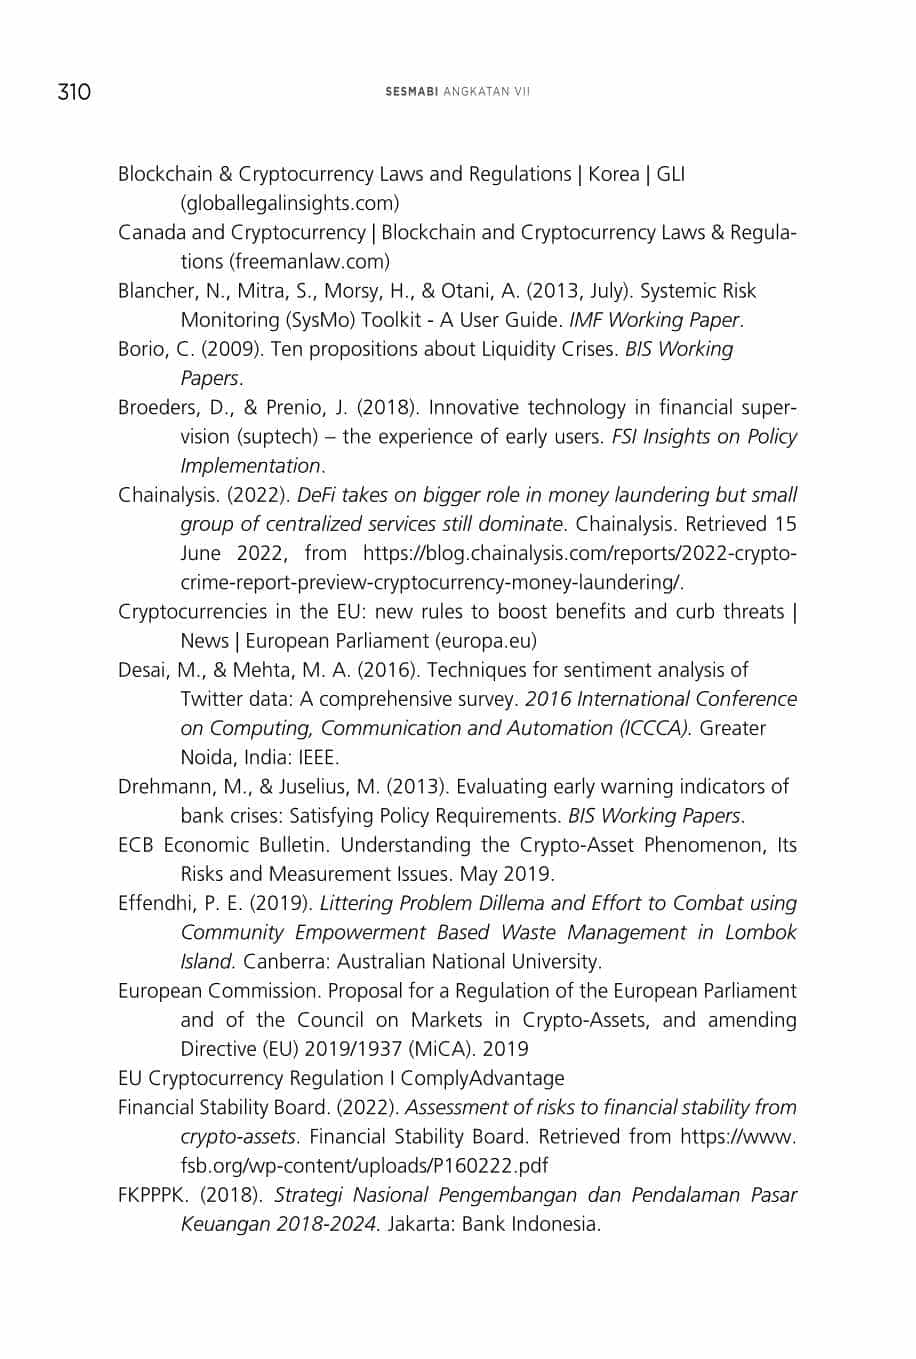 310
SESMABI ANGKATAN VII
Blockchain & Cryptocurrency Laws and Regulations | Korea | GLI
(globallegalinsights.com)
Canada and Cryptocurrency | Blockchain and Cryptocurrency Laws & Regula-
tions (freemanlaw.com)
Blancher, N., Mitra, S., Morsy, H., & Otani, A. (2013, July). Systemic Risk
Monitoring (SysMo) Toolkit - A User Guide. IMF Working Paper.
Borio, C. (2009). Ten propositions about Liquidity Crises. BIS Working
Papers.
Broeders, D., & Prenio, J. (2018). Innovative technology in financial super-
vision (suptech) – the experience of early users. FSI Insights on Policy
Implementation.
Chainalysis. (2022). DeFi takes on bigger role in money laundering but small
group of centralized services still dominate. Chainalysis. Retrieved 15
June 2022, from https://blog.chainalysis.com/reports/2022-crypto-
crime-report-preview-cryptocurrency-money-laundering/.
Cryptocurrencies in the EU: new rules to boost benefits and curb threats |
News | European Parliament (europa.eu)
Desai, M., & Mehta, M. A. (2016). Techniques for sentiment analysis of
Twitter data: A comprehensive survey. 2016 International Conference
on Computing, Communication and Automation (ICCCA). Greater
Noida, India: IEEE.
Drehmann, M., & Juselius, M. (2013). Evaluating early warning indicators of
bank crises: Satisfying Policy Requirements. BIS Working Papers.
ECB Economic Bulletin. Understanding the Crypto-Asset Phenomenon, Its
Risks and Measurement Issues. May 2019.
Effendhi, P. E. (2019). Littering Problem Dillema and Effort to Combat using
Community Empowerment Based Waste Management in Lombok
Island. Canberra: Australian National University.
European Commission. Proposal for a Regulation of the European Parliament
and of the Council on Markets in Crypto-Assets, and amending
Directive (EU) 2019/1937 (MiCA). 2019
EU Cryptocurrency Regulation I ComplyAdvantage
Financial Stability Board. (2022). Assessment of risks to financial stability from
crypto-assets. Financial Stability Board. Retrieved from https://www.
fsb.org/wp-content/uploads/P160222.pdf
FKPPPK. (2018). Strategi Nasional Pengembangan dan Pendalaman Pasar
Keuangan 2018-2024. Jakarta: Bank Indonesia.